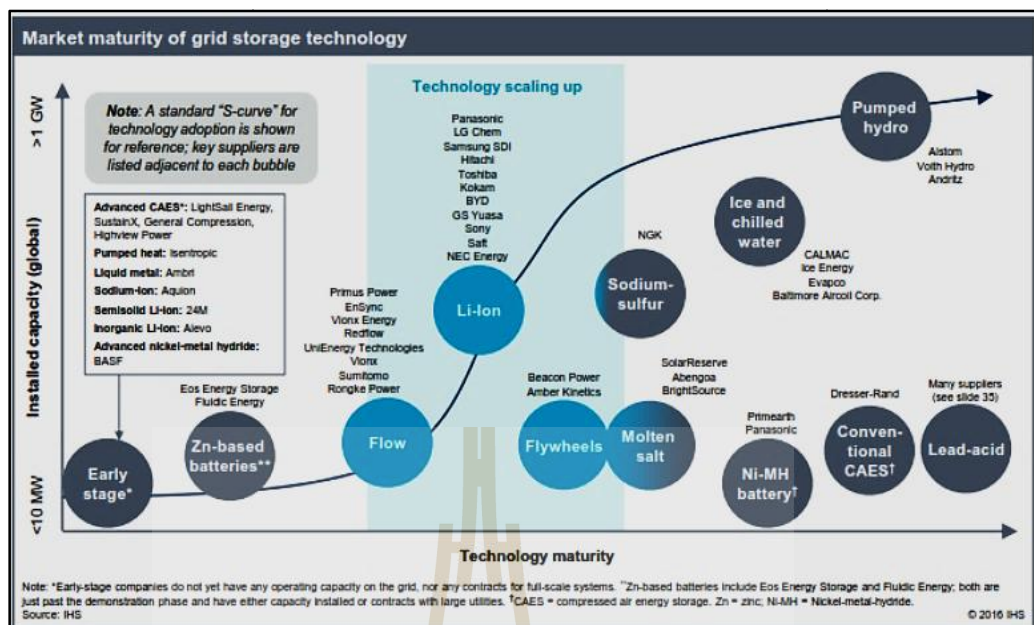 Market maturity of grid storage technology
Technology scaling up
>1 GW
Installed capacity (global)
<10 MW
Note: A standard "S-curve" for
technology adoption is shown
for reference; key suppliers are
listed adjacent to each bubble
Advanced CAES*: LightSail Energy,
SustainX, General Compression,
Highview Power
Pumped heat: Isentropic
Liquid metal: Ambri
Sodium-ion: Aquion
Semisolid Li-ion: 24M
Inorganic Li-ion: Alevo
Advanced nickel-metal hydride:
BASF
Early
stage*
Eos Energy Storage
Fluidic Energy
Zn-based
batteries**
Primus Power
EnSync
Vionx Energy
Redflow
UniEnergy Technologies
Vionx
Sumitomo
Rongke Power
Flow
Panasonic
LG Chem
Samsung SDI
Hitachi
Toshiba
Kokam
BYD
GS Yuasa
Sony
Saft
NEC Energy
Li-Ion
Beacon Power
Amber Kinetics
Flywheels
NGK
Sodium-
sulfur
SolarReserve
Abengoa
BrightSource
Molten
salt
Ice and
chilled
water
CALMAC
Ice Energy
Evapco
Baltimore Aircoil Corp.
Primearth
Panasonic
Ni-MH
battery†
Pumped
hydro
Alstom
Voith Hydro
Andritz
Dresser-Rand
Conven-
tional
CAES†
Many suppliers
(see slide 35)
Lead-acid
Technology maturity
Note: *Early-stage companies do not yet have any operating capacity on the grid, nor any contracts for full-scale systems. **Zn-based batteries include Eos Energy Storage and Fluidic Energy; both are
just past the demonstration phase and have either capacity installed or contracts with large utilities. †CAES = compressed air energy storage. Zn = zinc; Ni-MH = Nickel-metal-hydride.
Source: IHS
© 2016 IHS